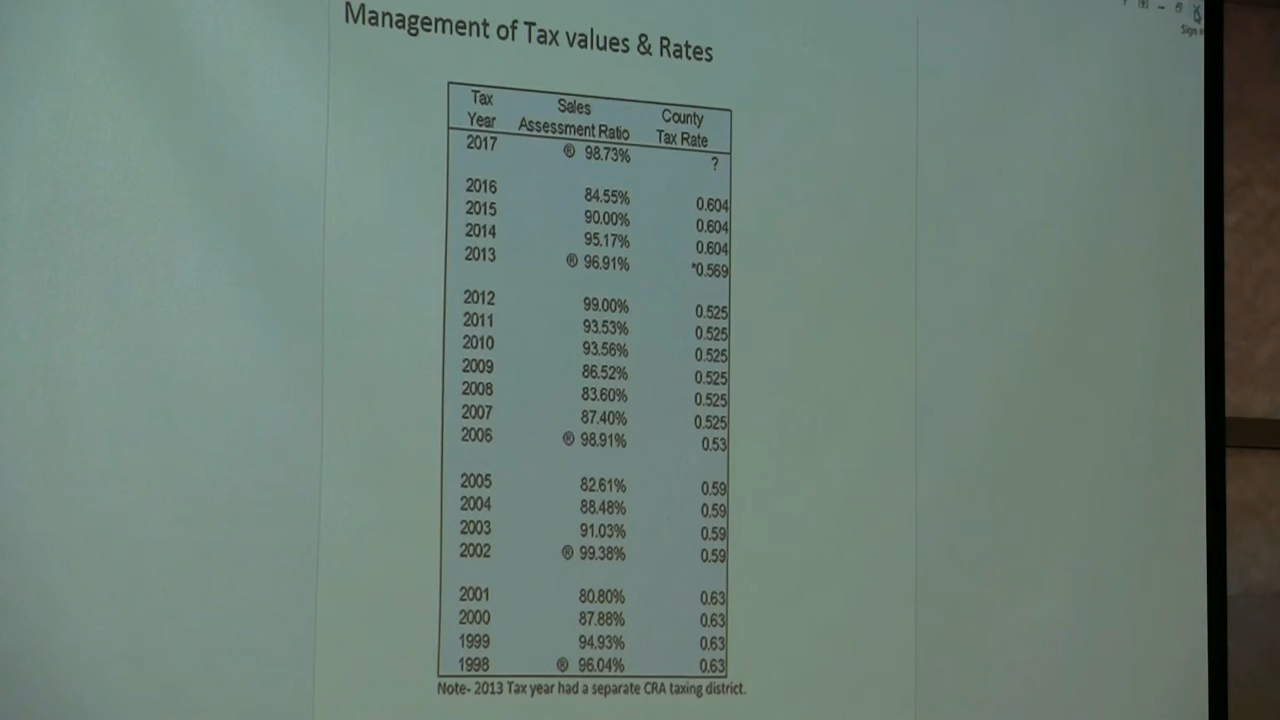 Management of Tax values & Rates
Sign in
Tax Year Sales Assessment Ratio County Tax Rate
2017 ® 98.73% ?
2016 84.55% 0.604
2015 90.00% 0.604
2014 95.17% 0.604
2013 ® 96.91% *0.569
2012 99.00% 0.525
2011 93.53% 0.525
2010 93.56% 0.525
2009 86.52% 0.525
2008 83.60% 0.525
2007 87.40% 0.525
2006 ® 98.91% 0.53
2005 82.61% 0.59
2004 88.48% 0.59
2003 91.03% 0.59
2002 ® 99.38% 0.59
2001 80.80% 0.63
2000 87.88% 0.63
1999 94.93% 0.63
1998 ® 96.04% 0.63
Note- 2013 Tax year had a separate CRA taxing district.